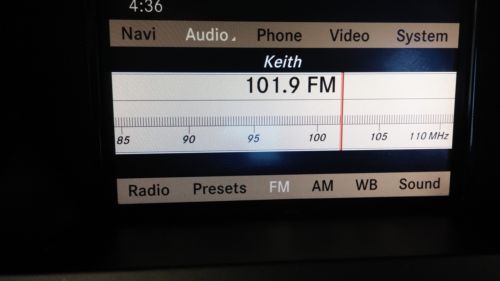 4:36
Navi Audio Phone Video System
Keith
101.9 FM
85 90 95 100 105 110 MHz
Radio Presets FM AM WB Sound